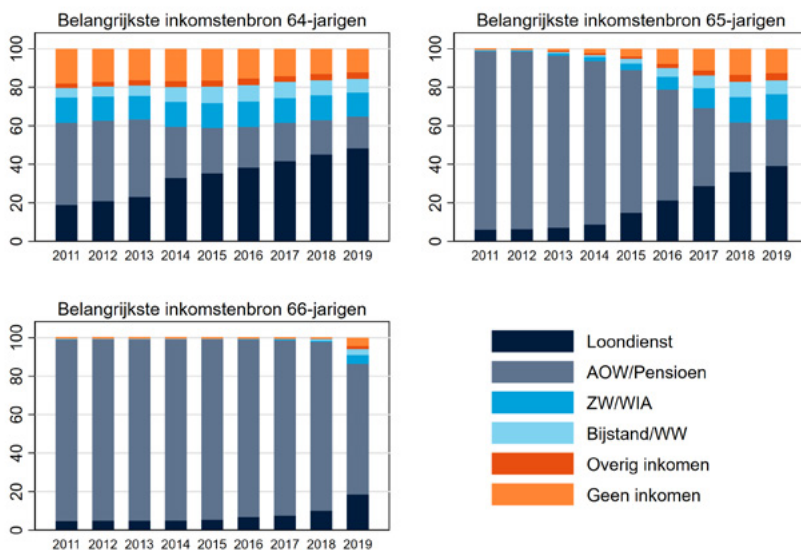 Belangrijkste inkomstenbron 64-jarigen
100
80
60
40
20
0
2011 2012 2013 2014 2015 2016 2017 2018 2019
Belangrijkste inkomstenbron 65-jarigen
100
80
60
40
20
0
2011 2012 2013 2014 2015 2016 2017 2018 2019
Belangrijkste inkomstenbron 66-jarigen
100
80
60
40
20
0
2011 2012 2013 2014 2015 2016 2017 2018 2019
Loondienst
AOW/Pensioen
ZW/WIA
Bijstand/WW
Overig inkomen
Geen inkomen